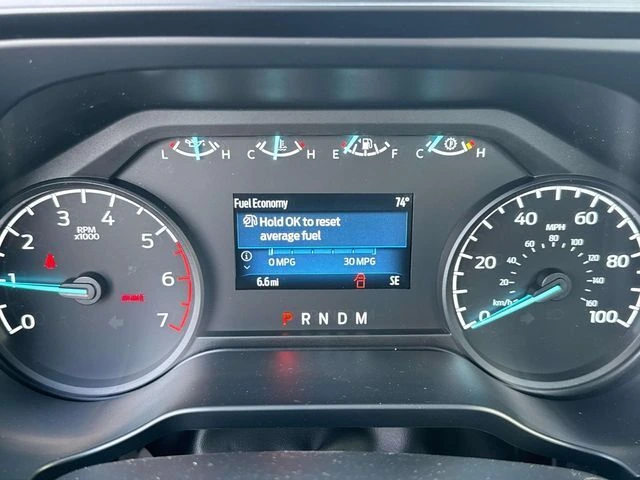 L H C H E F C H
Fuel Economy 74°
Hold OK to reset
average fuel
0 MPG 30 MPG
6.6 mi SE
P R N D M
0 1 2 3 4 5 6 7
RPM
x1000
0 20 40 60 80 100
MPH
20 40 60 80 100 120 140 160
km/h